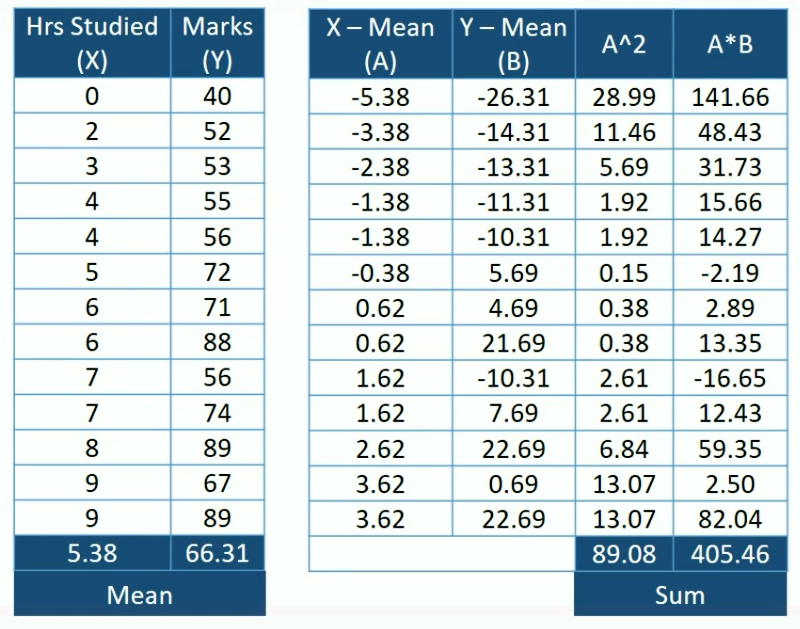 Hrs Studied (X) Marks (Y)
0 40
2 52
3 53
4 55
4 56
5 72
6 71
6 88
7 56
7 74
8 89
9 67
9 89
5.38 66.31
Mean
X – Mean (A) Y – Mean (B) A^2 A*B
-5.38 -26.31 28.99 141.66
-3.38 -14.31 11.46 48.43
-2.38 -13.31 5.69 31.73
-1.38 -11.31 1.92 15.66
-1.38 -10.31 1.92 14.27
-0.38 5.69 0.15 -2.19
0.62 4.69 0.38 2.89
0.62 21.69 0.38 13.35
1.62 -10.31 2.61 -16.65
1.62 7.69 2.61 12.43
2.62 22.69 6.84 59.35
3.62 0.69 13.07 2.50
3.62 22.69 13.07 82.04
89.08 405.46
Sum